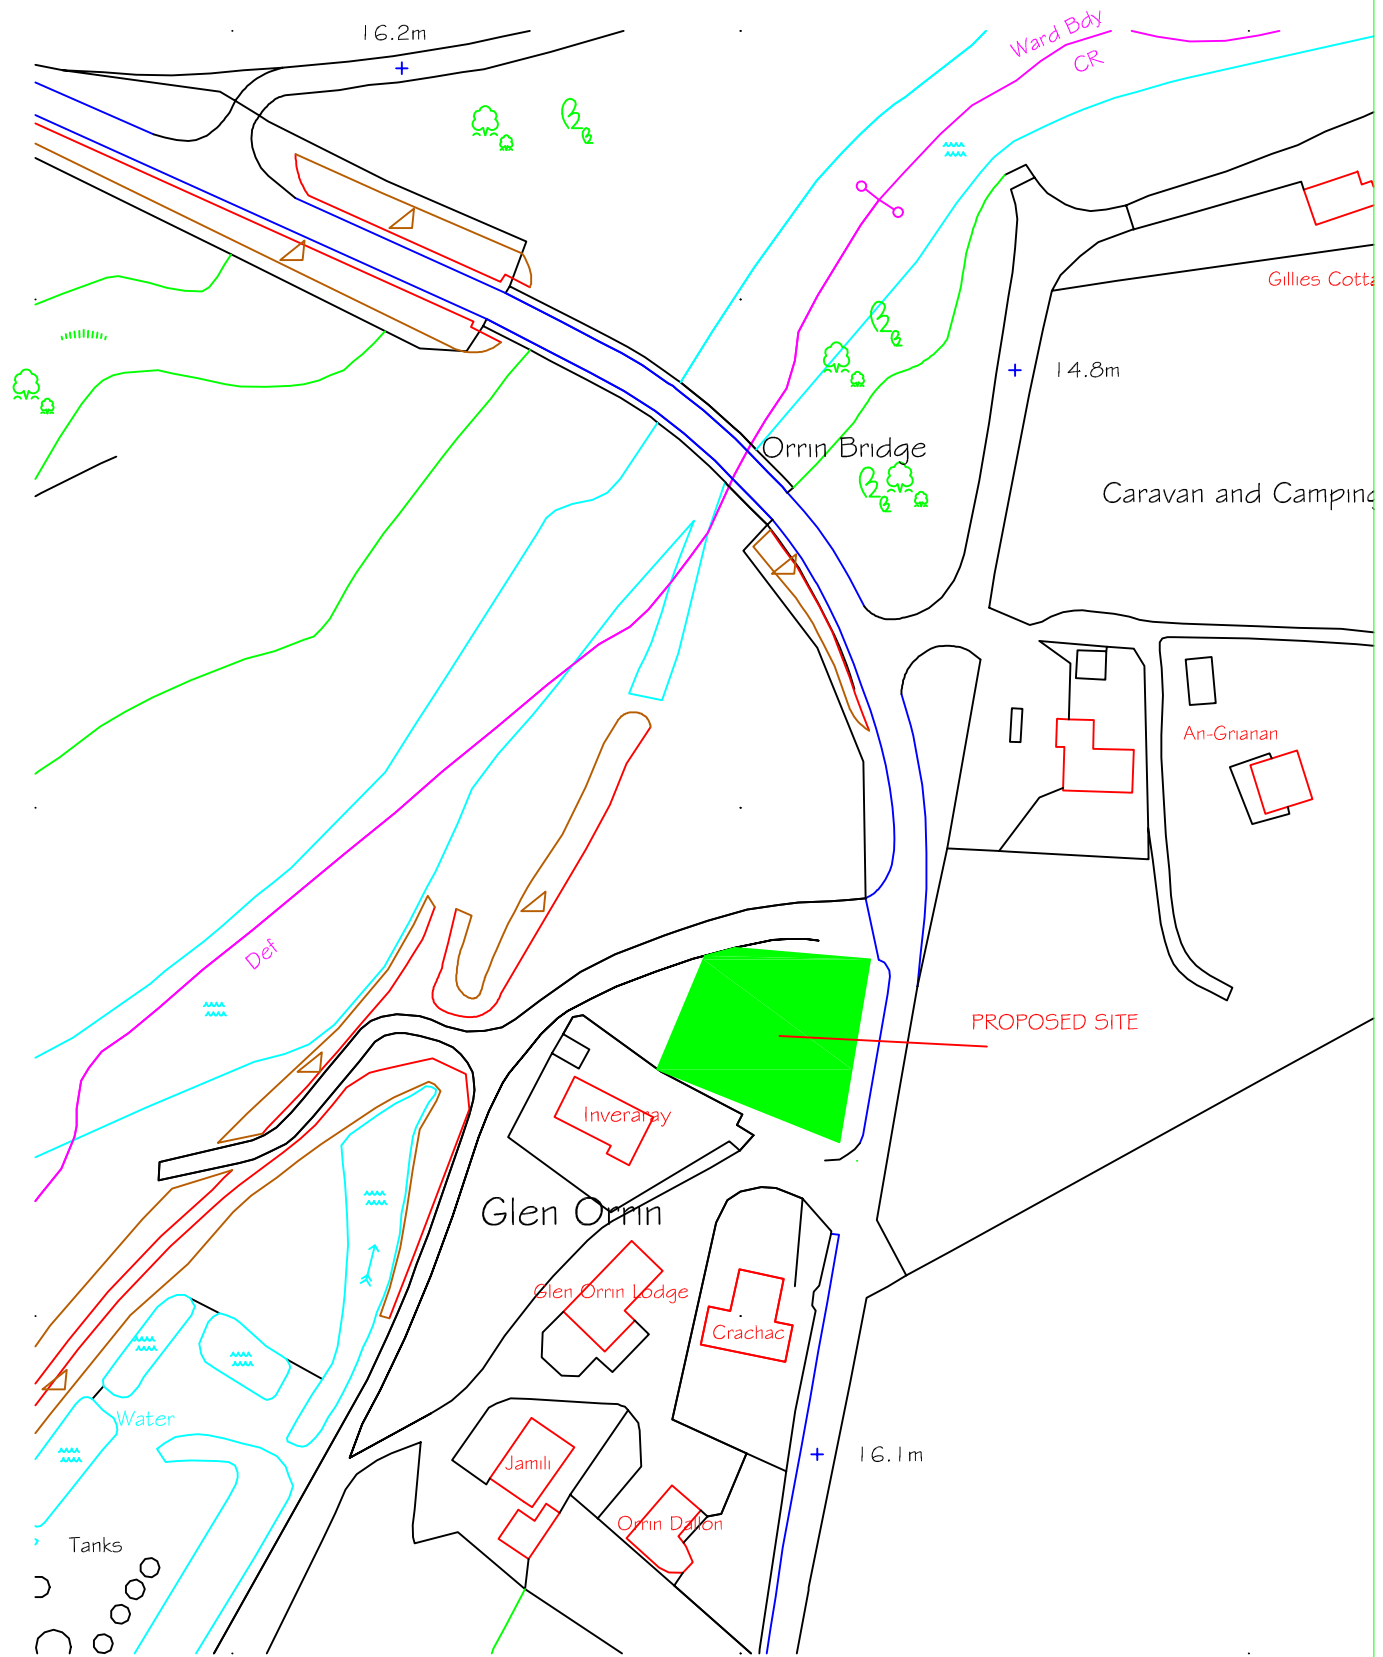 16.2m
Ward Bdy
CR
Gillies Cotta
14.8m
Orrin Bridge
Caravan and Camping
An-Grianan
Def
PROPOSED SITE
Inveraray
Glen Orrin
Glen Orrin Lodge
Crachac
Water
Jamili
16.1m
Orrin Dallon
Tanks